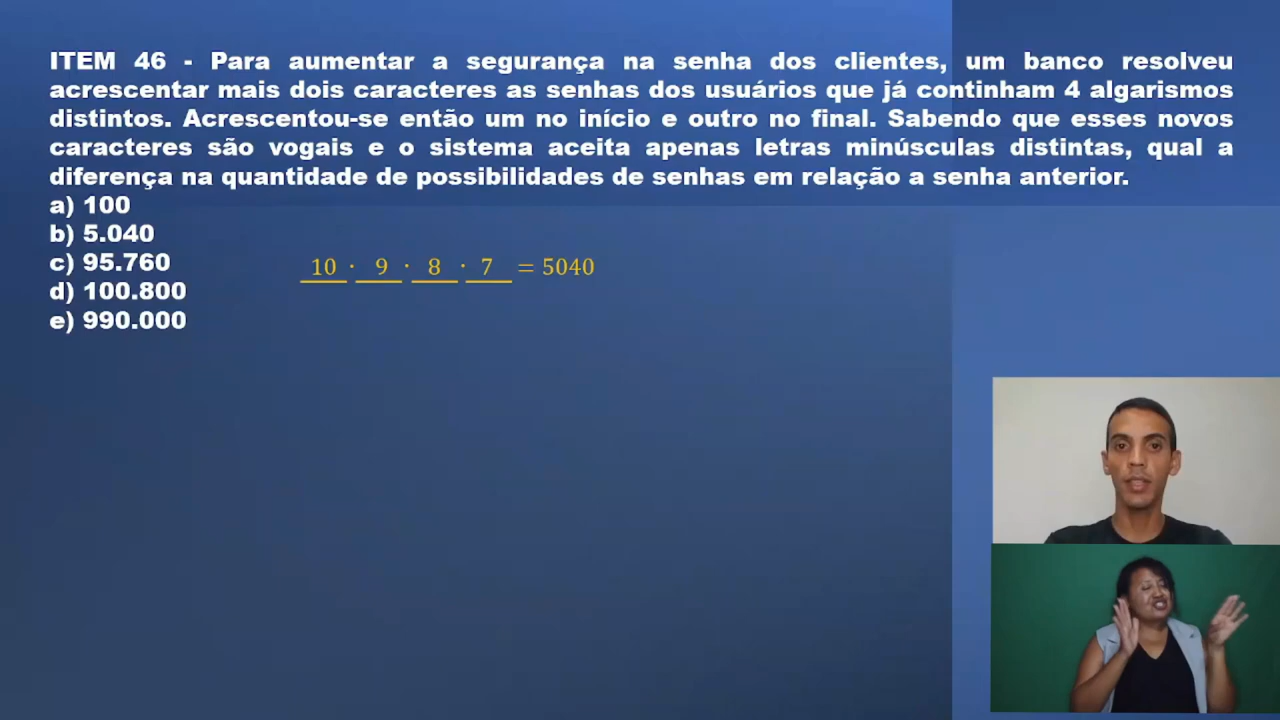 ITEM 46 - Para aumentar a segurança na senha dos clientes, um banco resolveu
acrescentar mais dois caracteres as senhas dos usuários que já continham 4 algarismos
distintos. Acrescentou-se então um no início e outro no final. Sabendo que esses novos
caracteres são vogais e o sistema aceita apenas letras minúsculas distintas, qual a
diferença na quantidade de possibilidades de senhas em relação a senha anterior.
a) 100
b) 5.040
c) 95.760
10 · 9 · 8 · 7 = 5040
d) 100.800
e) 990.000